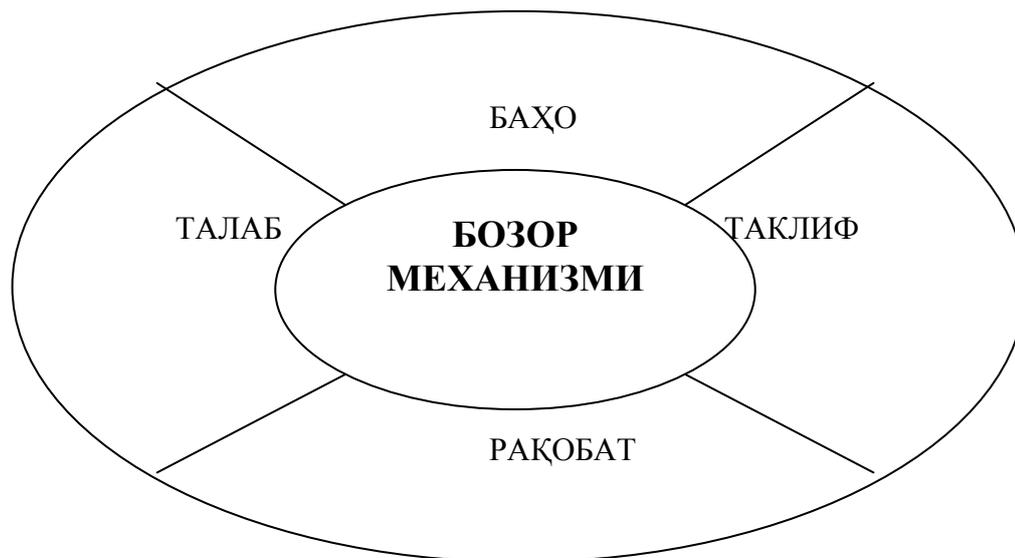 БАҲО
ТАЛАБ
БОЗОР
МЕХАНИЗМИ
ТАКЛИФ
РАҚОБАТ